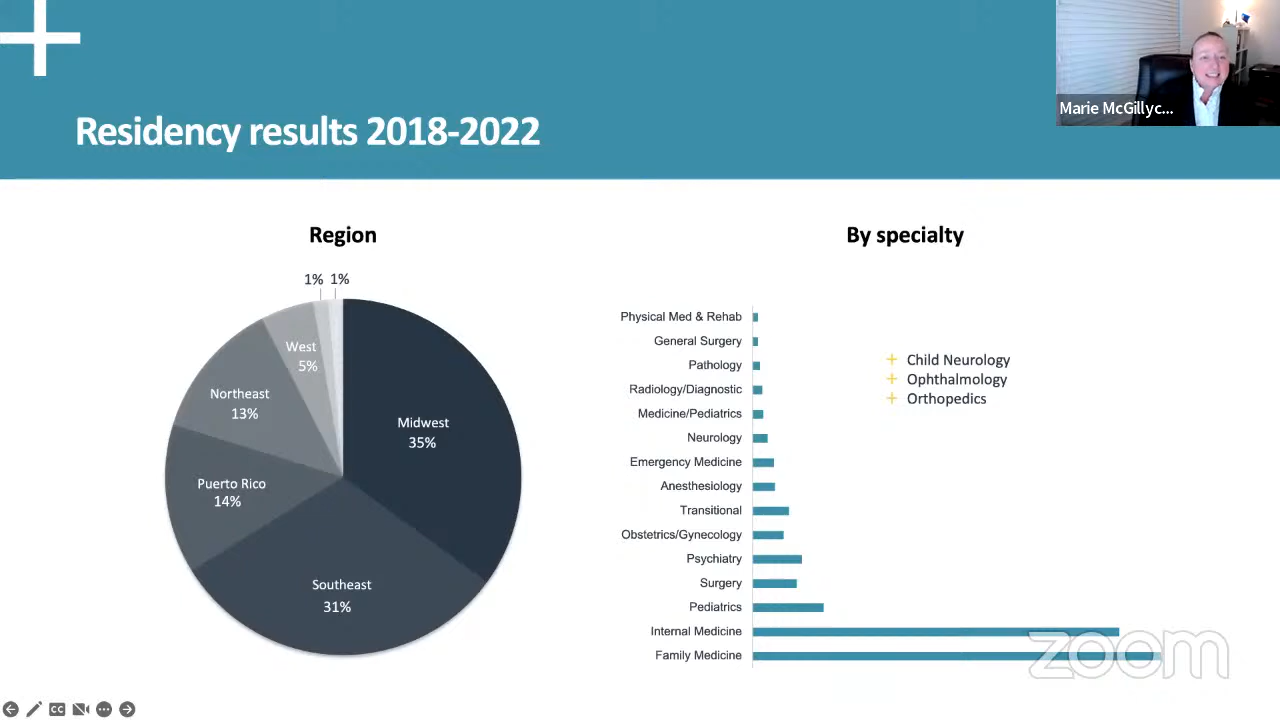 Marie McGillyc...
Residency results 2018-2022
Region
1% 1%
West
5%
Northeast
13%
Midwest
35%
Puerto Rico
14%
Southeast
31%
By specialty
Physical Med & Rehab
General Surgery
Pathology
Radiology/Diagnostic
Medicine/Pediatrics
Neurology
Emergency Medicine
Anesthesiology
Transitional
Obstetrics/Gynecology
Psychiatry
Surgery
Pediatrics
Internal Medicine
Family Medicine
Child Neurology
Ophthalmology
Orthopedics
zoom
CC